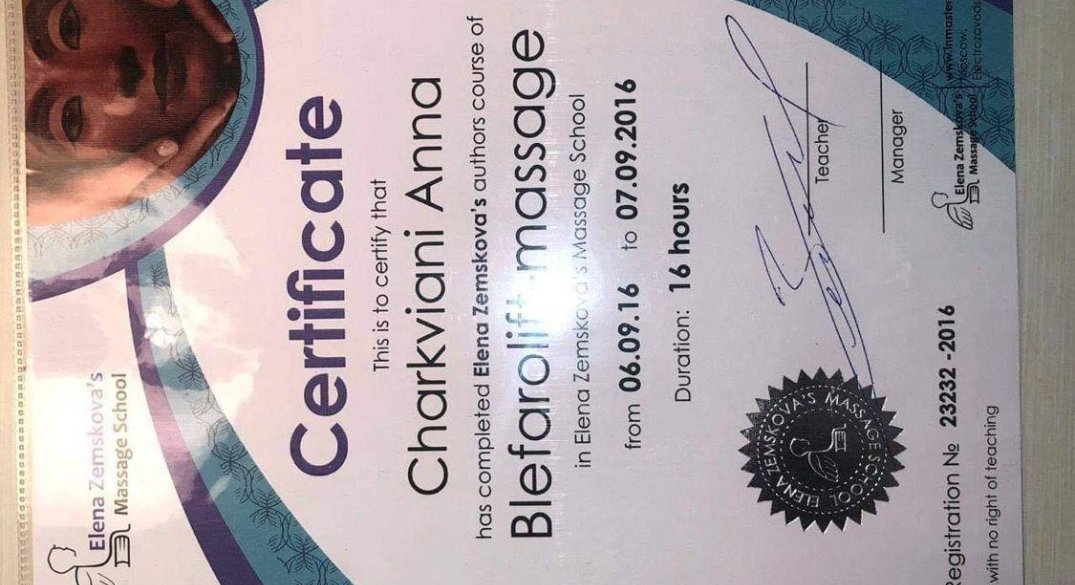 Elena Zemskova's
Massage School
Certificate
This is to certify that
Charkviani Anna
has completed Elena Zemskova's authors course of
Blefarolift-massage
in Elena Zemskova's Massage School
from 06.09.16 to 07.09.2016
Duration: 16 hours
Teacher
Manager
ELENA ZEMSKOVA'S MASSAGE SCHOOL
Registration № 23232 -2016
with no right of teaching
Elena Zemskova's
Massage School
Moscow,